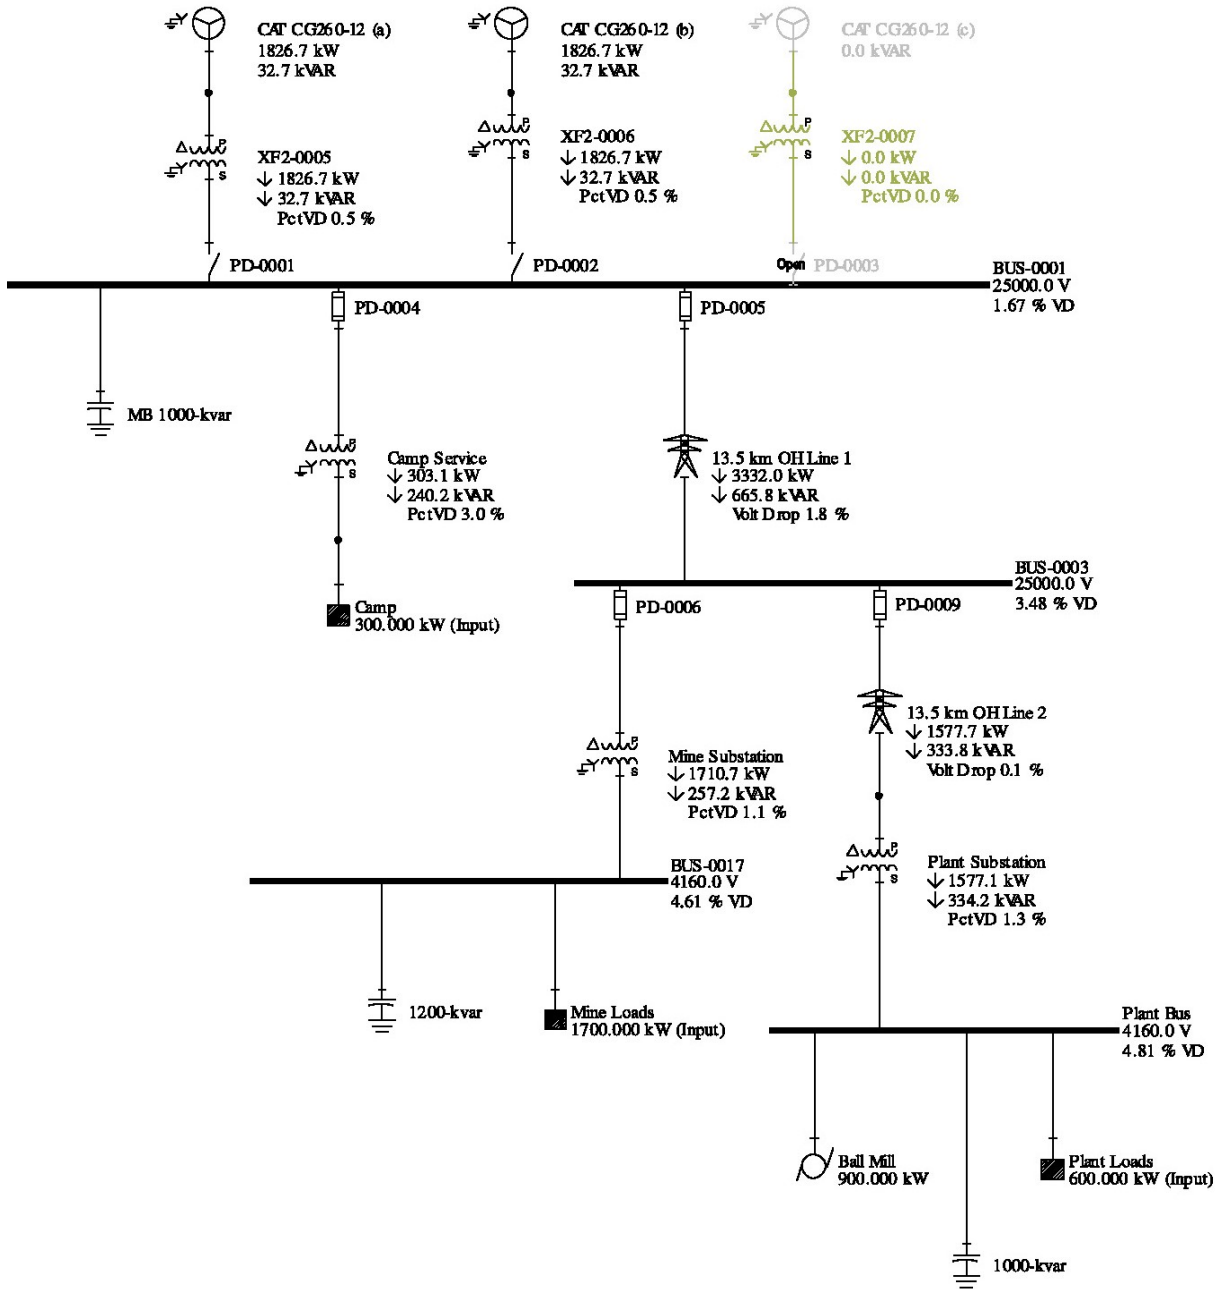 CAT CG260-12 (a)
1826.7 kW
32.7 kVAR
CAT CG260-12 (b)
1826.7 kW
32.7 kVAR
CAT CG260-12 (c)
0.0 kVAR
P
S
XF2-0005
1826.7 kW
32.7 kVAR
PctVD 0.5 %
P
S
XF2-0006
1826.7 kW
32.7 kVAR
PctVD 0.5 %
P
S
XF2-0007
0.0 kW
0.0 kVAR
PctVD 0.0 %
PD-0001
PD-0002
Open
PD-0003
BUS-0001
25000.0 V
1.67 % VD
PD-0004
PD-0005
MB 1000-kvar
P
S
Camp Service
303.1 kW
240.2 kVAR
PctVD 3.0 %
13.5 km OH Line 1
3332.0 kW
665.8 kVAR
Volt Drop 1.8 %
BUS-0003
25000.0 V
3.48 % VD
Camp
300.000 kW (Input)
PD-0006
PD-0009
13.5 km OH Line 2
1577.7 kW
333.8 kVAR
Volt Drop 0.1 %
P
S
Mine Substation
1710.7 kW
257.2 kVAR
PctVD 1.1 %
P
S
Plant Substation
1577.1 kW
334.2 kVAR
PctVD 1.3 %
BUS-0017
4160.0 V
4.61 % VD
1200-kvar
Mine Loads
1700.000 kW (Input)
Plant Bus
4160.0 V
4.81 % VD
Ball Mill
900.000 kW
Plant Loads
600.000 kW (Input)
1000-kvar